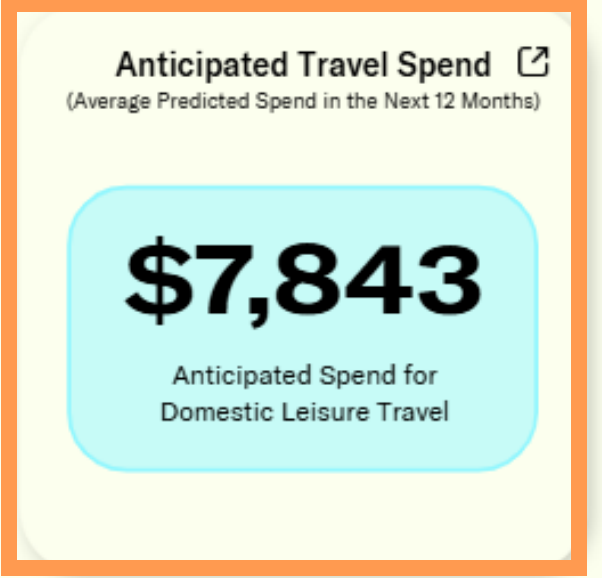 Anticipated Travel Spend
(Average Predicted Spend in the Next 12 Months)
$7,843
Anticipated Spend for
Domestic Leisure Travel